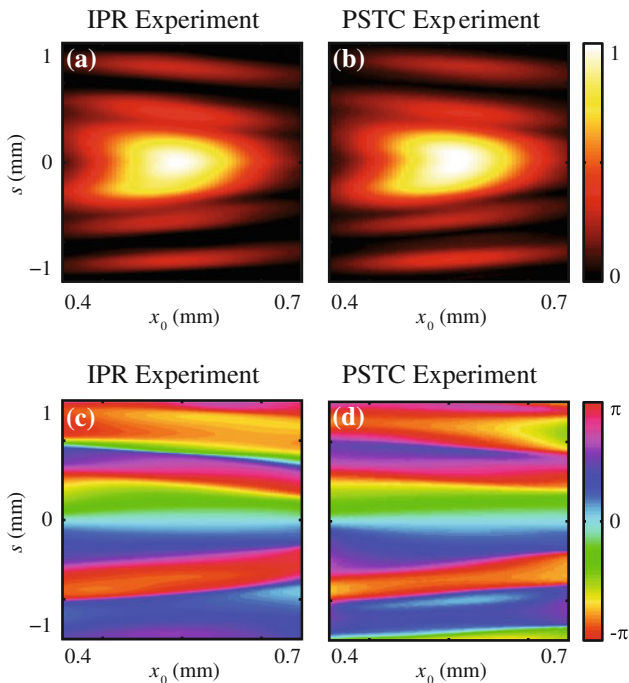 IPR Experiment
PSTC Experiment
(a)
(b)
1
0
-1
s (mm)
0.4
0.7
x0 (mm)
0.4
0.7
x0 (mm)
1
0
IPR Experiment
PSTC Experiment
(c)
(d)
1
0
-1
s (mm)
0.4
0.7
x0 (mm)
0.4
0.7
x0 (mm)
π
0
-π